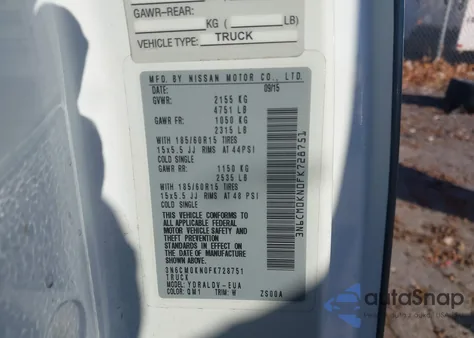 GAWR-REAR:
KG ( LB)
VEHICLE TYPE: TRUCK
MFD. BY NISSAN MOTOR CO., LTD.
DATE: 09/15
GVWR: 2155 KG
4751 LB
GAWR FR: 1050 KG
2315 LB
WITH 185/60R15 TIRES
15x5.5 JJ RIMS AT 44PSI
COLD SINGLE
GAWR RR: 1150 KG
2535 LB
WITH 185/60R15 TIRES
15x5.5 JJ RIMS AT 48 PSI
COLD SINGLE
THIS VEHICLE CONFORMS
TO ALL APPLICABLE FEDERAL
MOTOR VEHICLE SAFETY
AND THEFT PREVENTION
STANDARDS IN EFFECT ON
THE DATE OF MANUFACTURE
SHOWN ABOVE.
3N6CM0KN0FK728751
TRUCK
MODEL: YDRALDV-EUA
COLOR: QM1 TRIM: W ZS00A
3N6CM0KN0FK728751
autoSnap